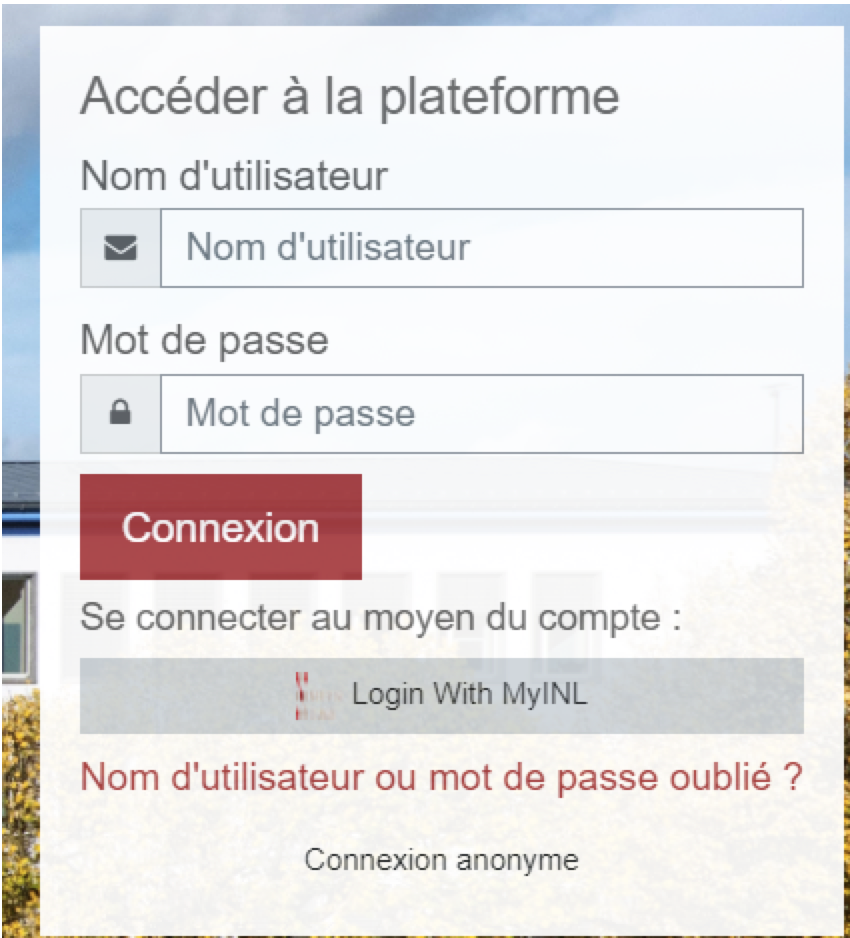 Accéder à la plateforme
Nom d'utilisateur
Nom d'utilisateur
Mot de passe
Mot de passe
Connexion
Se connecter au moyen du compte :
Login With MyINL
Nom d'utilisateur ou mot de passe oublié ?
Connexion anonyme